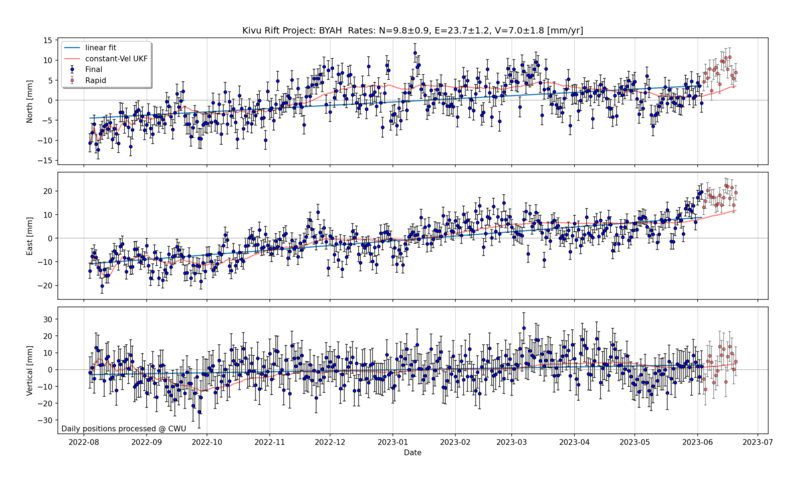 Kivu Rift Project: BYAH  Rates: N=9.8±0.9, E=23.7±1.2, V=7.0±1.8 [mm/yr]
linear fit
constant-Vel UKF
Final
Rapid
North [mm]
15
10
5
0
−5
−10
−15
East [mm]
20
10
0
−10
−20
Vertical [mm]
30
20
10
0
−10
−20
−30
Daily positions processed @ CWU
2022-08 2022-09 2022-10 2022-11 2022-12 2023-01 2023-02 2023-03 2023-04 2023-05 2023-06 2023-07
Date